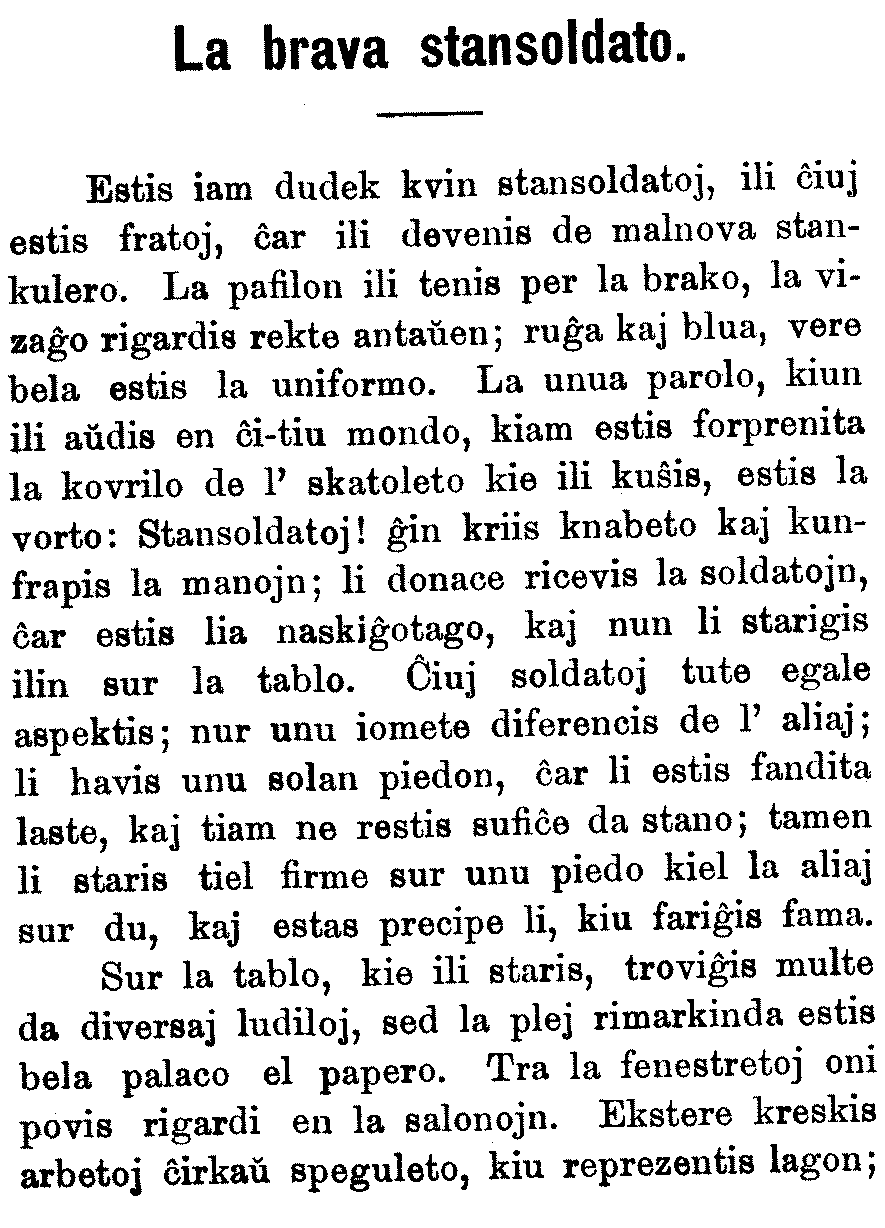 La brava stansoldato.
Estis iam dudek kvin stansoldatoj, ili ĉiuj
estis fratoj, ĉar ili devenis de malnova stan-
kulero. La pafilon ili tenis per la brako, la vi-
zaĝo rigardis rekte antaŭen; ruĝa kaj blua, vere
bela estis la uniformo. La unua parolo, kiun
ili aŭdis en ĉi-tiu mondo, kiam estis forprenita
la kovrilo de l’ skatoleto kie ili kuŝis, estis la
vorto: Stansoldatoj! ĝin kriis knabeto kaj kun-
frapis la manojn; li donace ricevis la soldatojn,
ĉar estis lia naskiĝotago, kaj nun li starigis
ilin sur la tablo. Ĉiuj soldatoj tute egale
aspektis; nur unu iomete diferencis de l’ aliaj;
li havis unu solan piedon, ĉar li estis fandita
laste, kaj tiam ne restis sufiĉe da stano; tamen
li staris tiel firme sur unu piedo kiel la aliaj
sur du, kaj estas precipe li, kiu fariĝis fama.
Sur la tablo, kie ili staris, troviĝis multe
da diversaj ludiloj, sed la plej rimarkinda estis
bela palaco el papero. Tra la fenestretoj oni
povis rigardi en la salonojn. Ekstere kreskis
arbetoj ĉirkaŭ speguleto, kiu reprezentis lagon;